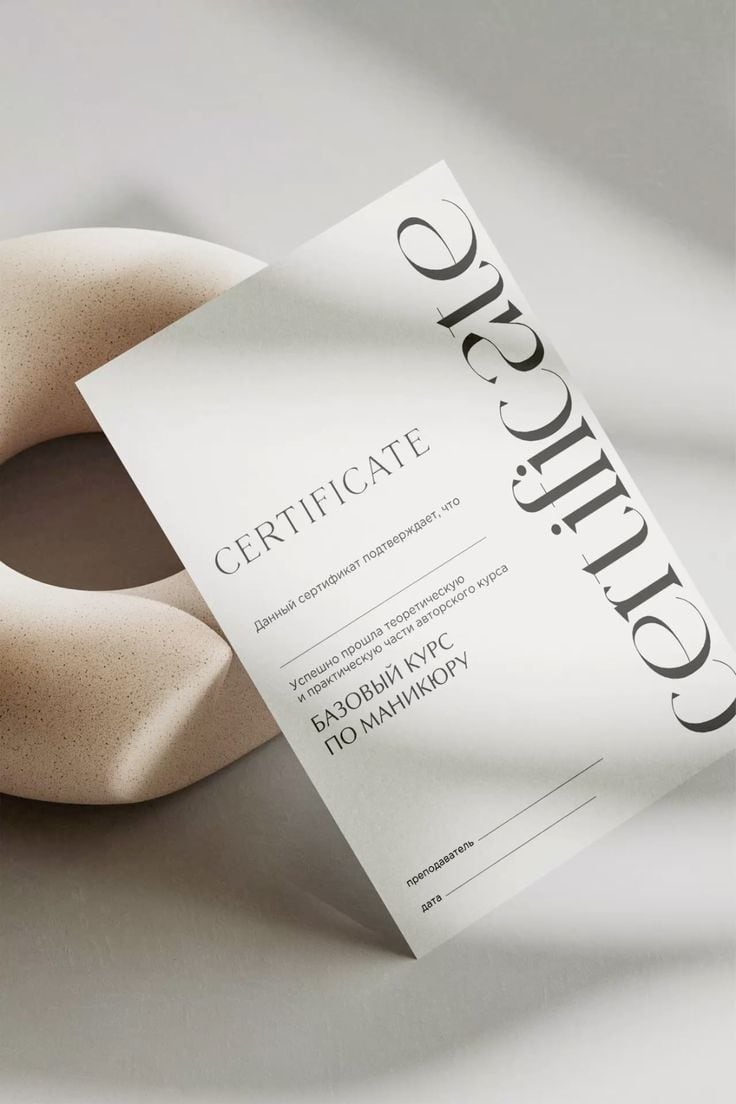 certificate
CERTIFICATE
Данный сертификат подтверждает, что
Успешно прошла теоретическую
и практическую части авторского курса
БАЗОВЫЙ КУРС
ПО МАНИКЮРУ
преподаватель
дата